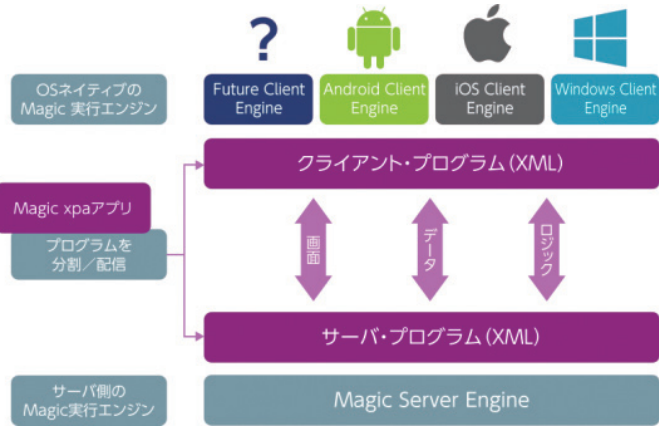 ?
OSネイティブの
Magic 実行エンジン
Future Client
Engine
Android Client
Engine
iOS Client
Engine
Windows Client
Engine
クライアント・プログラム(XML)
Magic xpaアプリ
プログラムを
分割/配信
画面
データ
ロジック
サーバ・プログラム(XML)
サーバ側の
Magic実行エンジン
Magic Server Engine